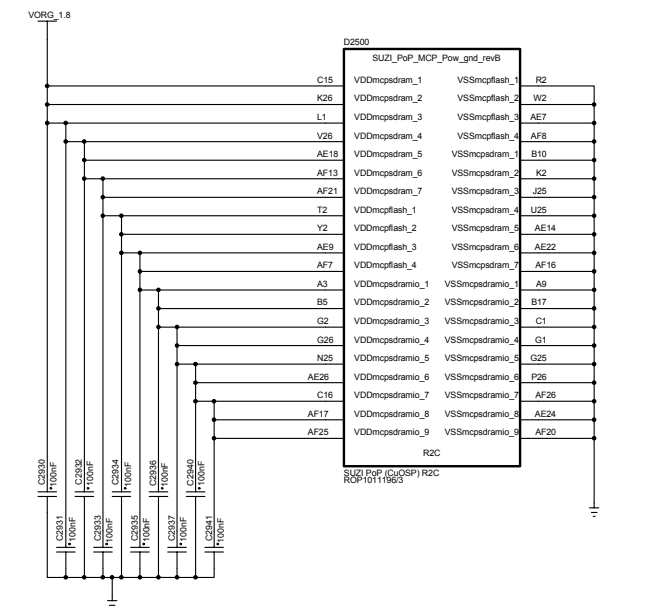 VORG_1.8
D2500
SUZI_PoP_MCP_Pow_gnd_revB
C15 VDDmcpsdram_1 VSSmcpflash_1 R2
K26 VDDmcpsdram_2 VSSmcpflash_2 W2
L1 VDDmcpsdram_3 VSSmcpflash_3 AE7
V26 VDDmcpsdram_4 VSSmcpflash_4 AF8
AE18 VDDmcpsdram_5 VSSmcpsdram_1 B10
AF13 VDDmcpsdram_6 VSSmcpsdram_2 K2
AF21 VDDmcpsdram_7 VSSmcpsdram_3 J25
T2 VDDmcpflash_1 VSSmcpsdram_4 U25
Y2 VDDmcpflash_2 VSSmcpsdram_5 AE14
AE9 VDDmcpflash_3 VSSmcpsdram_6 AE22
AF7 VDDmcpflash_4 VSSmcpsdram_7 AF16
A3 VDDmcpsdramio_1 VSSmcpsdramio_1 A9
B5 VDDmcpsdramio_2 VSSmcpsdramio_2 B17
G2 VDDmcpsdramio_3 VSSmcpsdramio_3 C1
G26 VDDmcpsdramio_4 VSSmcpsdramio_4 G1
N25 VDDmcpsdramio_5 VSSmcpsdramio_5 G25
AE26 VDDmcpsdramio_6 VSSmcpsdramio_6 P26
C16 VDDmcpsdramio_7 VSSmcpsdramio_7 AF26
AF17 VDDmcpsdramio_8 VSSmcpsdramio_8 AE24
AF25 VDDmcpsdramio_9 VSSmcpsdramio_9 AF20
R2C
SUZI PoP (CuOSP) R2C
ROP1011196/3
C2930 100nF
C2932 100nF
C2934 100nF
C2936 100nF
C2940 100nF
C2931 100nF
C2933 100nF
C2935 100nF
C2937 100nF
C2941 100nF